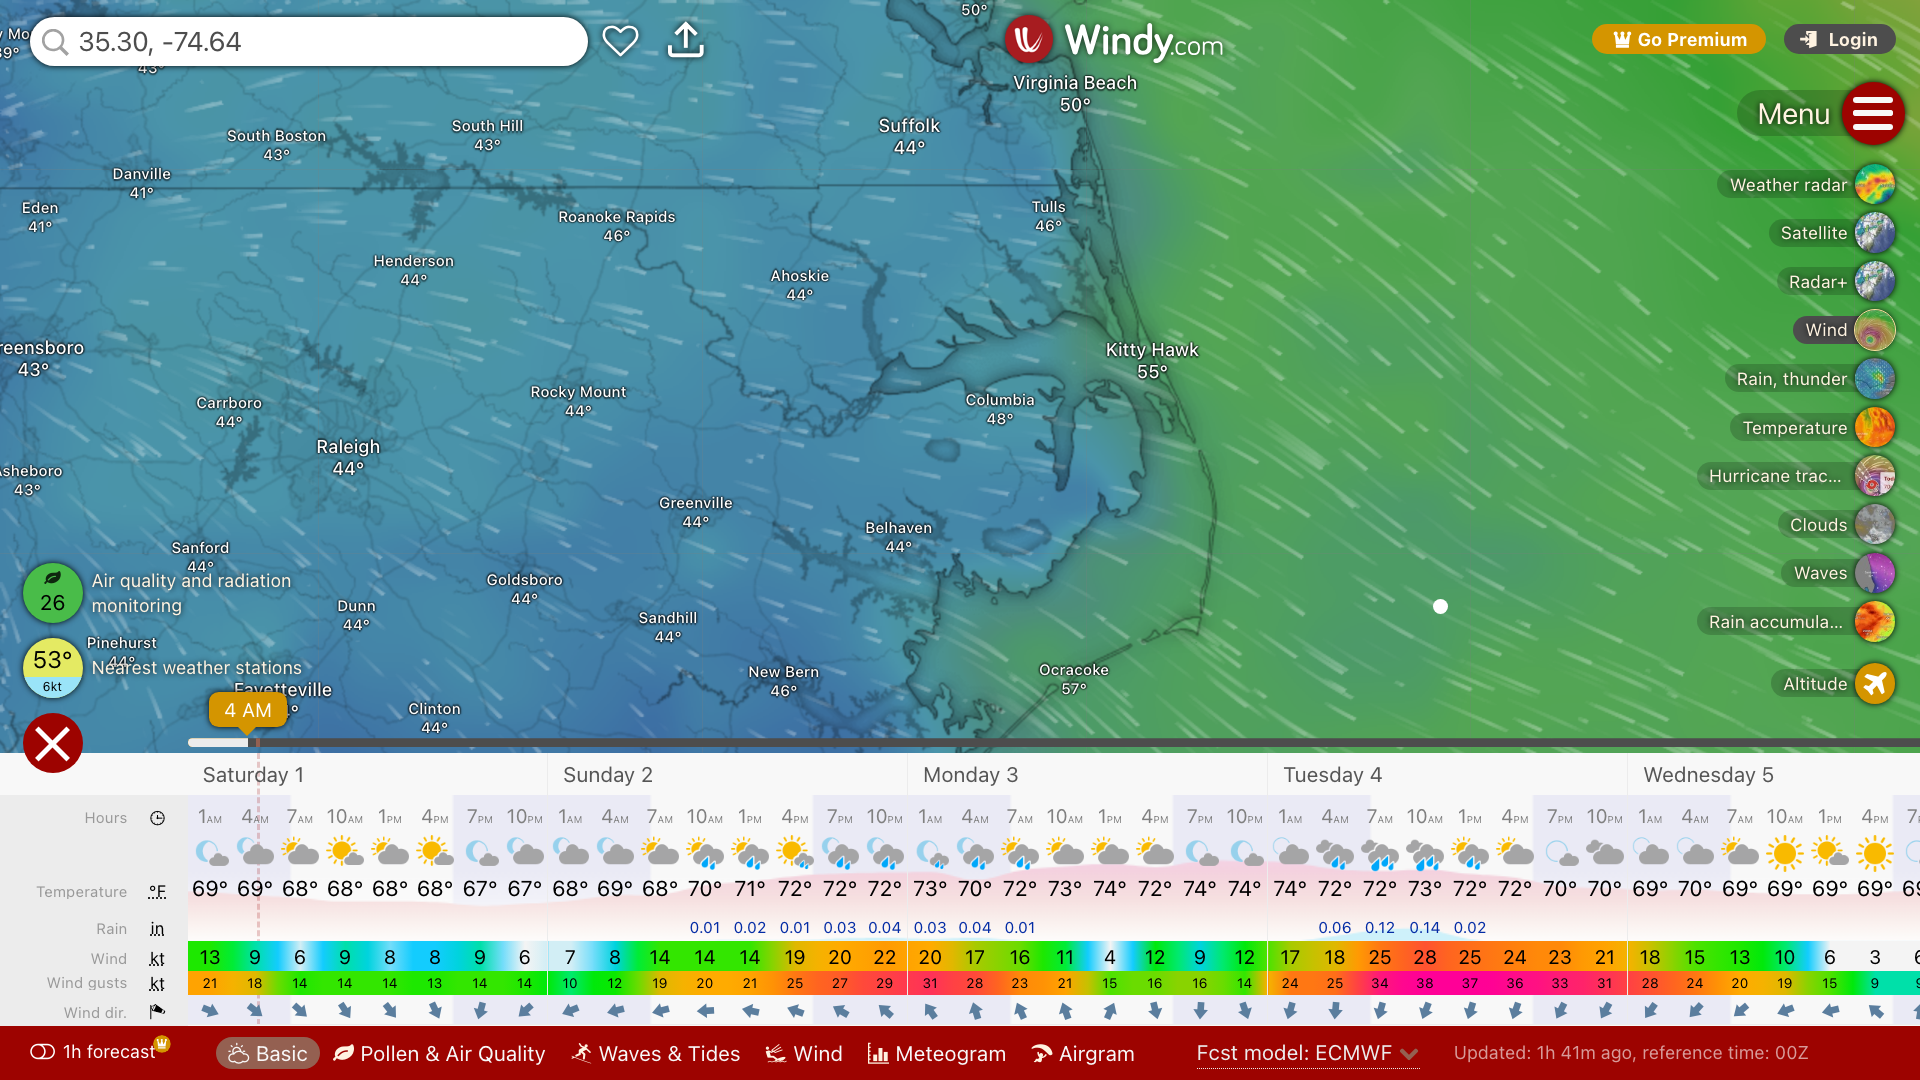 35.30, -74.64
Windy.com
Go Premium
Login
Menu
50°
43°
Virginia Beach
50°
South Boston
43°
South Hill
43°
Suffolk
44°
Danville
41°
Eden
41°
Roanoke Rapids
46°
Tulls
46°
Henderson
44°
Ahoskie
44°
reensboro
43°
Kitty Hawk
55°
Carrboro
44°
Rocky Mount
44°
Columbia
48°
Raleigh
44°
Asheboro
43°
Greenville
44°
Belhaven
44°
Sanford
44°
Goldsboro
44°
Dunn
44°
Sandhill
44°
Pinehurst
44°
New Bern
46°
Ocracoke
57°
Fayetteville
Clinton
44°
Weather radar
Satellite
Radar+
Wind
Rain, thunder
Temperature
Hurricane trac...
Clouds
Waves
Rain accumula...
Altitude
26
Air quality and radiation
monitoring
53°
6kt
Nearest weather stations
4 AM
Saturday 1 Sunday 2 Monday 3 Tuesday 4 Wednesday 5
Hours 1AM 4AM 7AM 10AM 1PM 4PM 7PM 10PM 1AM 4AM 7AM 10AM 1PM 4PM 7PM 10PM 1AM 4AM 7AM 10AM 1PM 4PM 7PM 10PM 1AM 4AM 7AM 10AM 1PM 4PM 7PM 10PM 1AM 4AM 7AM 10AM 1PM 4PM
Temperature °F 69° 69° 68° 68° 68° 68° 67° 67° 68° 69° 68° 70° 71° 72° 72° 72° 73° 70° 72° 73° 74° 72° 74° 74° 74° 72° 72° 73° 72° 72° 70° 70° 69° 70° 69° 69° 69° 69°
Rain in 0.01 0.02 0.01 0.03 0.04 0.03 0.04 0.01 0.06 0.12 0.14 0.02
Wind kt 13 9 6 9 8 8 9 6 7 8 14 14 14 19 20 22 20 17 16 11 4 12 9 12 17 18 25 28 25 24 23 21 18 15 13 10 6 3
Wind gusts kt 21 18 14 14 14 13 14 14 10 12 19 20 21 25 27 29 31 28 23 21 15 16 16 14 24 25 34 38 37 36 33 31 28 24 20 19 15 9
Wind dir.
1h forecast
Basic
Pollen & Air Quality
Waves & Tides
Wind
Meteogram
Airgram
Fcst model: ECMWF
Updated: 1h 41m ago, reference time: 00Z